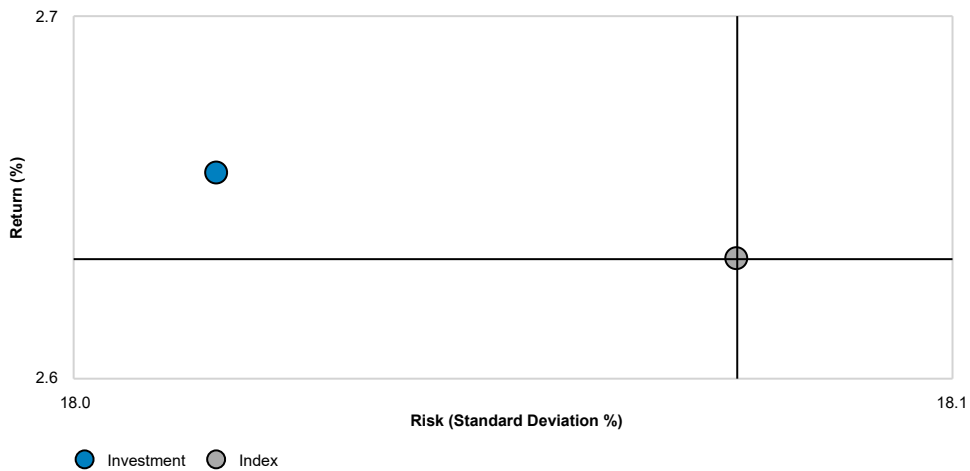 2.7
Return (%)
2.6
18.0
18.1
Risk (Standard Deviation %)
Investment Index